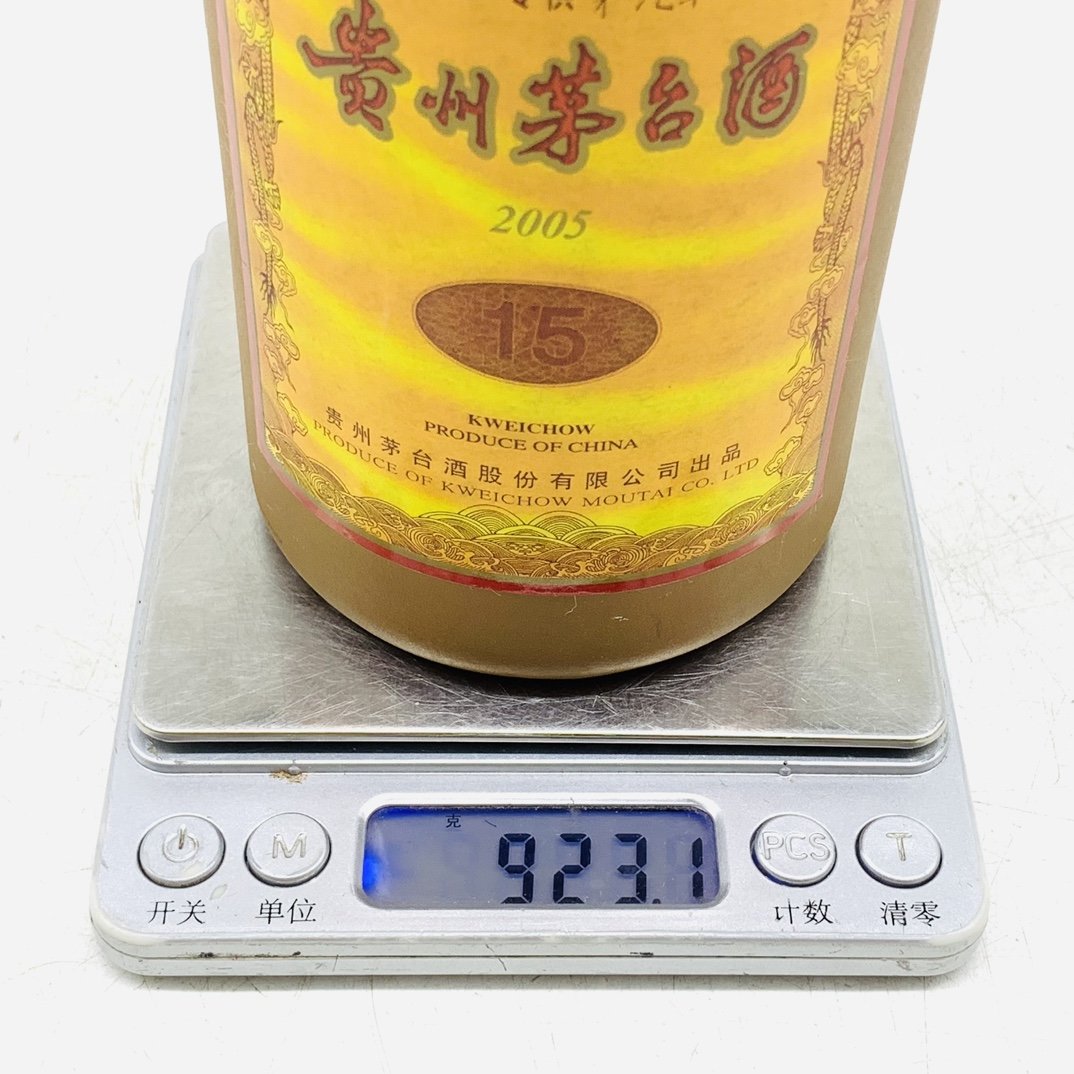 贵州茅台酒
2005
15
KWEICHOW
PRODUCE OF CHINA
贵州茅台酒股份有限公司出品
PRODUCE OF KWEICHOW MOUTAI CO. LTD
克
923.1
M
PCS
T
开关
单位
计数
清零